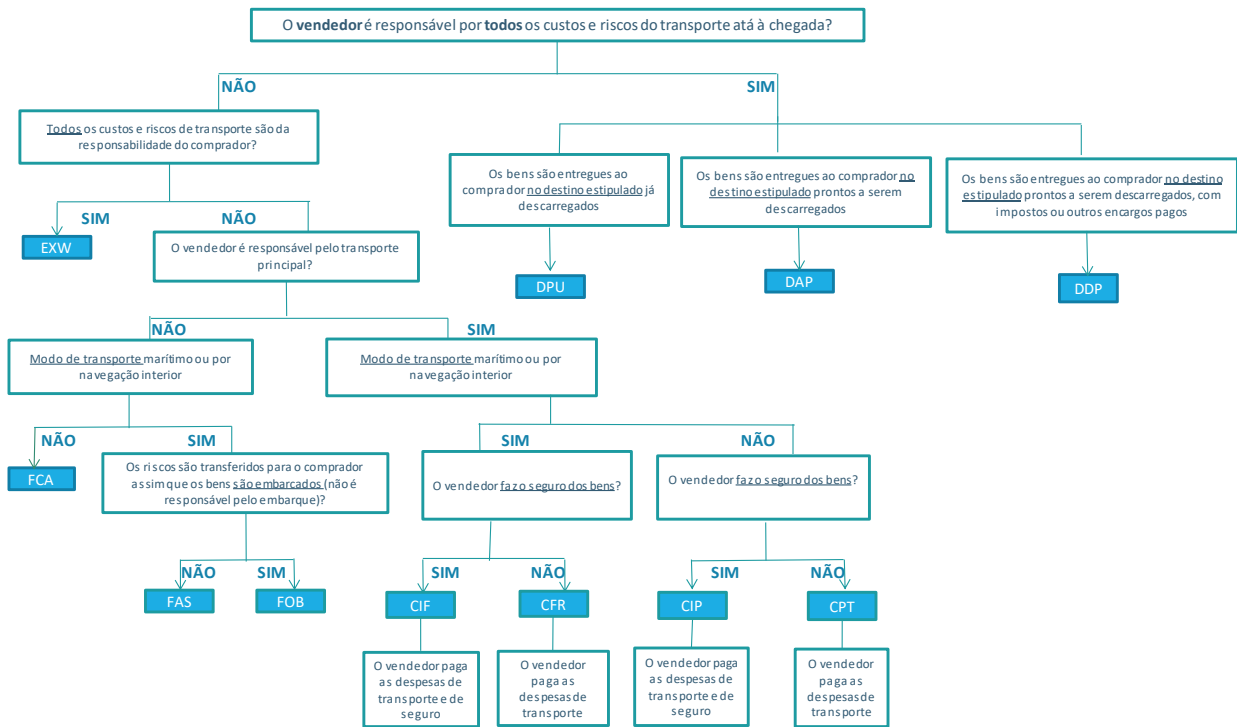 O vendedor é responsável por todos os custos e riscos do transporte atá à chegada?
NÃO
SIM
Todos os custos e riscos de transporte são da
responsabilidade do comprador?
Os bens são entregues ao
comprador no destino estipulado já
descarregados
Os bens são entregues ao comprador no
destino estipulado prontos a serem
descarregados
Os bens são entregues ao comprador no destino
estipulado prontos a serem descarregados, com
impostos ou outros encargos pagos
SIM
NÃO
EXW
O vendedor é responsável pelo transporte
principal?
DPU
DAP
DDP
NÃO
SIM
Modo de transporte marítimo ou por
navegação interior
Modo de transporte marítimo ou por
navegação interior
NÃO
SIM
SIM
NÃO
FCA
Os riscos são transferidos para o comprador
assim que os bens são embarcados (não é
responsável pelo embarque)?
O vendedor faz o seguro dos bens?
O vendedor faz o seguro dos bens?
NÃO
SIM
SIM
NÃO
SIM
NÃO
FAS
FOB
CIF
CFR
CIP
CPT
O vendedor paga
as despesas de
transporte e de
seguro
O vendedor
paga as
despesas de
transporte
O vendedor paga
as despesas de
transporte e de
seguro
O vendedor
paga as
despesas de
transporte